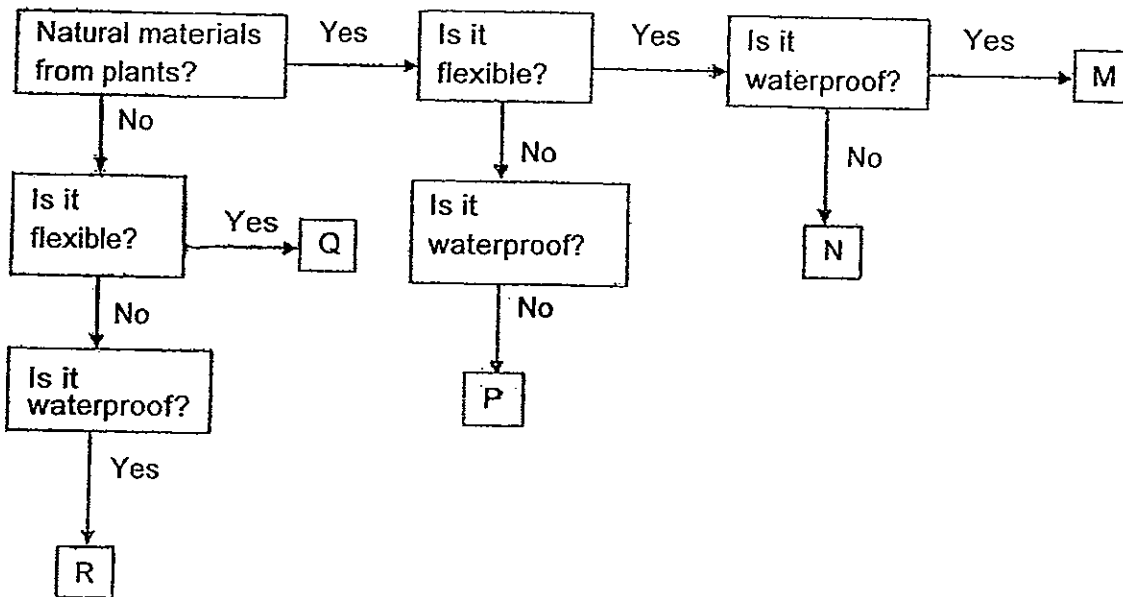 Natural materials
from plants?
Yes
Is it
flexible?
Yes
Is it
waterproof?
Yes
M
No
No
No
Is it
flexible?
Yes
Q
Is it
waterproof?
N
No
No
Is it
waterproof?
P
Yes
R